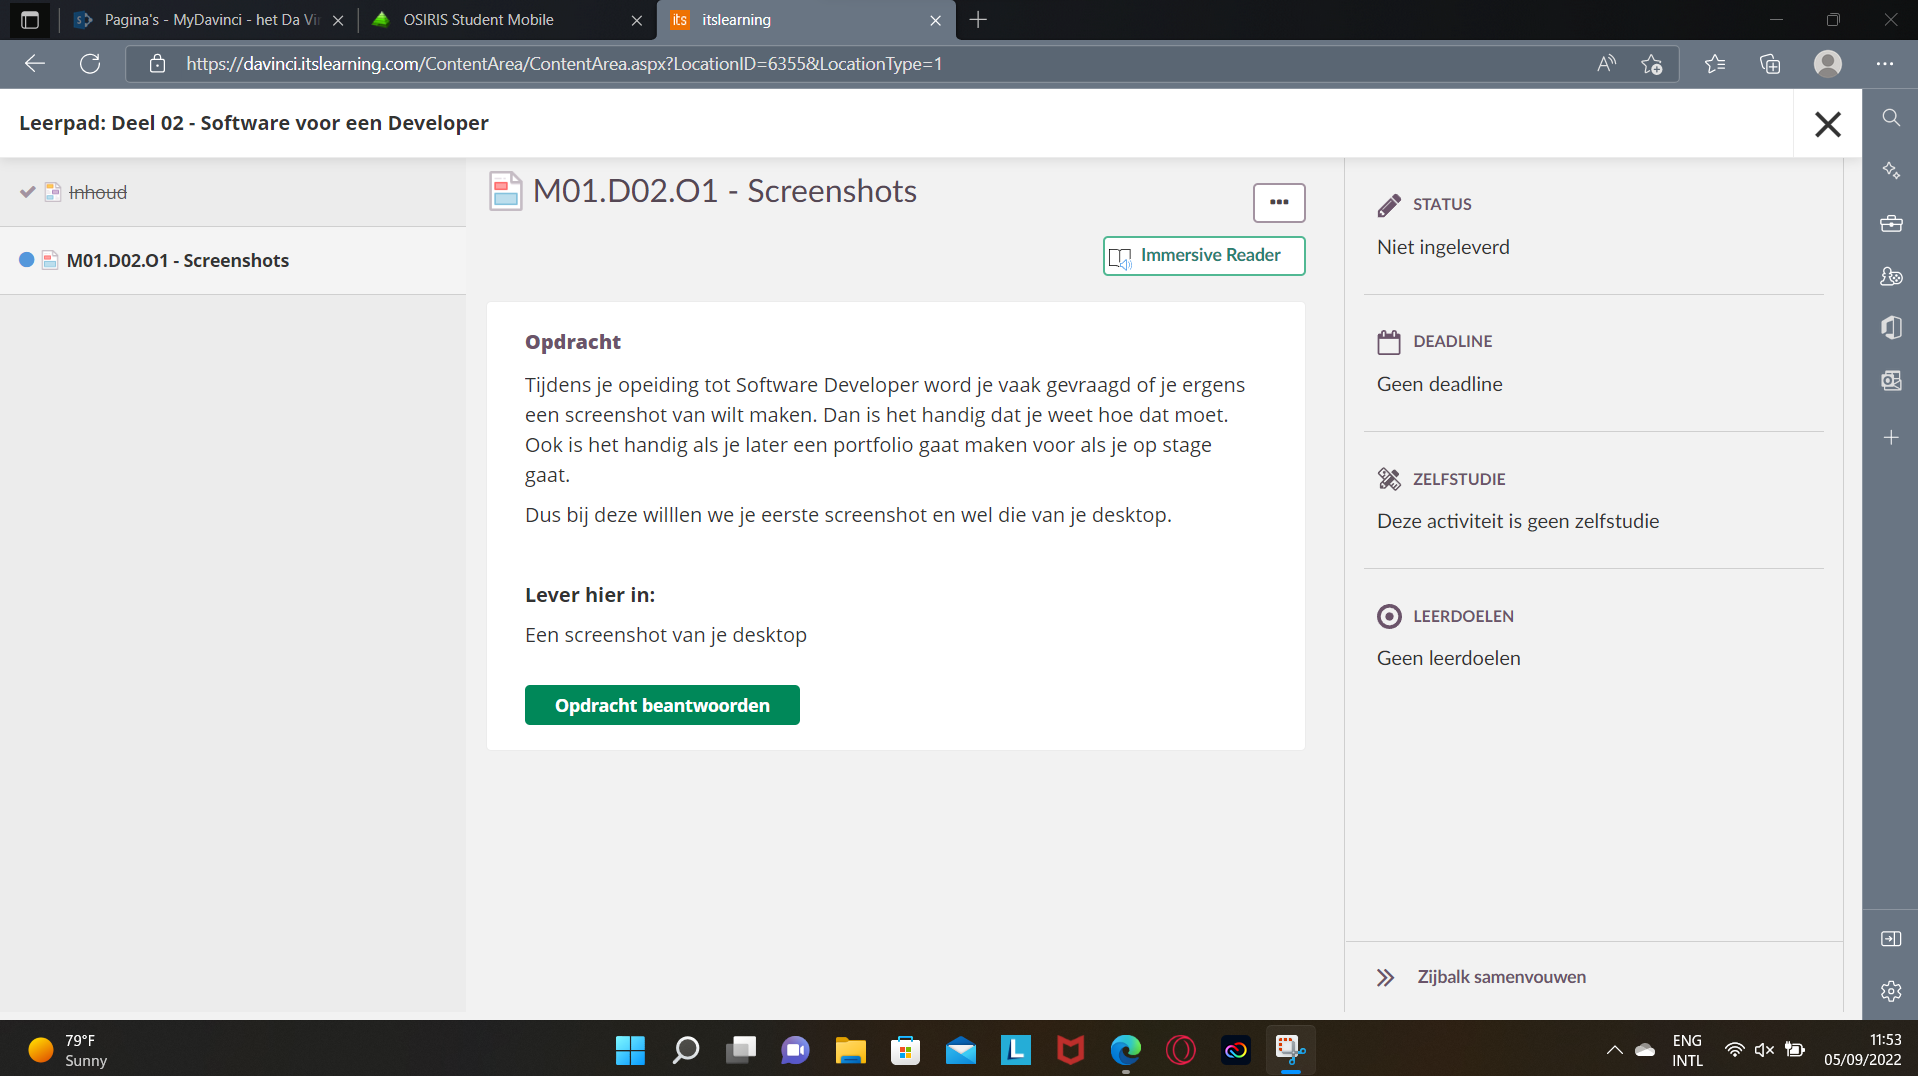 Pagina's - MyDavinci - het Da Vi
OSIRIS Student Mobile
its
itslearning
https://davinci.itslearning.com/ContentArea/ContentArea.aspx?LocationID=6355&LocationType=1
Leerpad: Deel 02 - Software voor een Developer
Inhoud
M01.D02.O1 - Screenshots
M01.D02.O1 - Screenshots
Immersive Reader
Opdracht
Tijdens je opeiding tot Software Developer word je vaak gevraagd of je ergens
een screenshot van wilt maken. Dan is het handig dat je weet hoe dat moet.
Ook is het handig als je later een portfolio gaat maken voor als je op stage
gaat.
Dus bij deze willlen we je eerste screenshot en wel die van je desktop.
Lever hier in:
Een screenshot van je desktop
Opdracht beantwoorden
STATUS
Niet ingeleverd
DEADLINE
Geen deadline
ZELFSTUDIE
Deze activiteit is geen zelfstudie
LEERDOELEN
Geen leerdoelen
Zijbalk samenvouwen
79°F
Sunny
L
ENG
INTL
11:53
05/09/2022